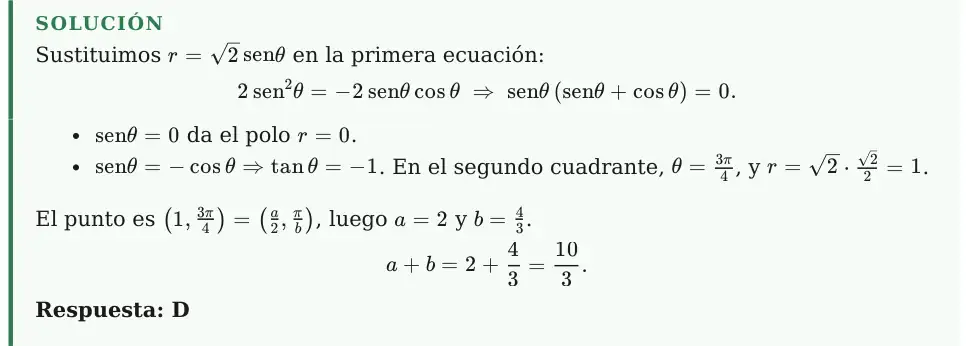 SOLUCIÓN
Sustituimos r = √2 senθ en la primera ecuación:
2 sen²θ = −2 senθ cos θ ⇒ senθ (senθ + cos θ) = 0.
• senθ = 0 da el polo r = 0.
• senθ = − cos θ ⇒ tan θ = −1. En el segundo cuadrante, θ = 3π/4, y r = √2 · √2/2 = 1.
El punto es (1, 3π/4) = (a/2, π/b), luego a = 2 y b = 4/3.
a + b = 2 + 4/3 = 10/3.
Respuesta: D